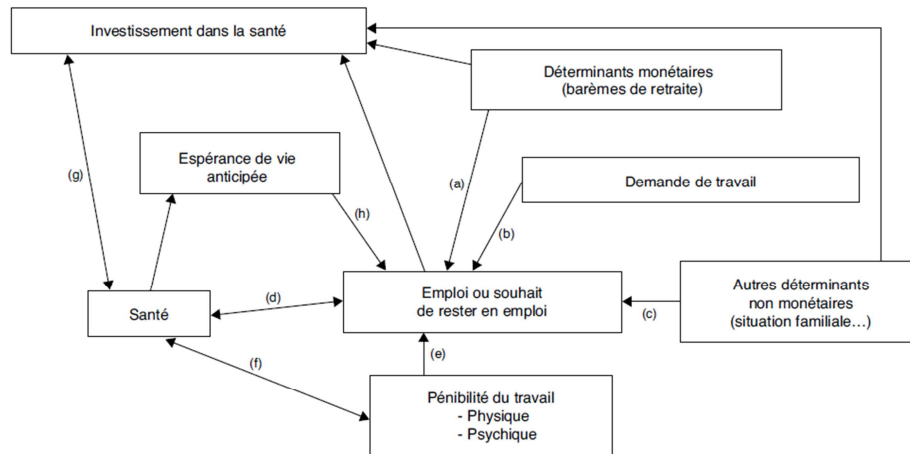 Investissement dans la santé
Déterminants monétaires
(barèmes de retraite)
Espérance de vie
anticipée
(g)
(a)
Demande de travail
(h)
(b)
Santé
(d)
Emploi ou souhait
de rester en emploi
(c)
Autres déterminants
non monétaires
(situation familiale…)
(f)
(e)
Pénibilité du travail
- Physique
- Psychique